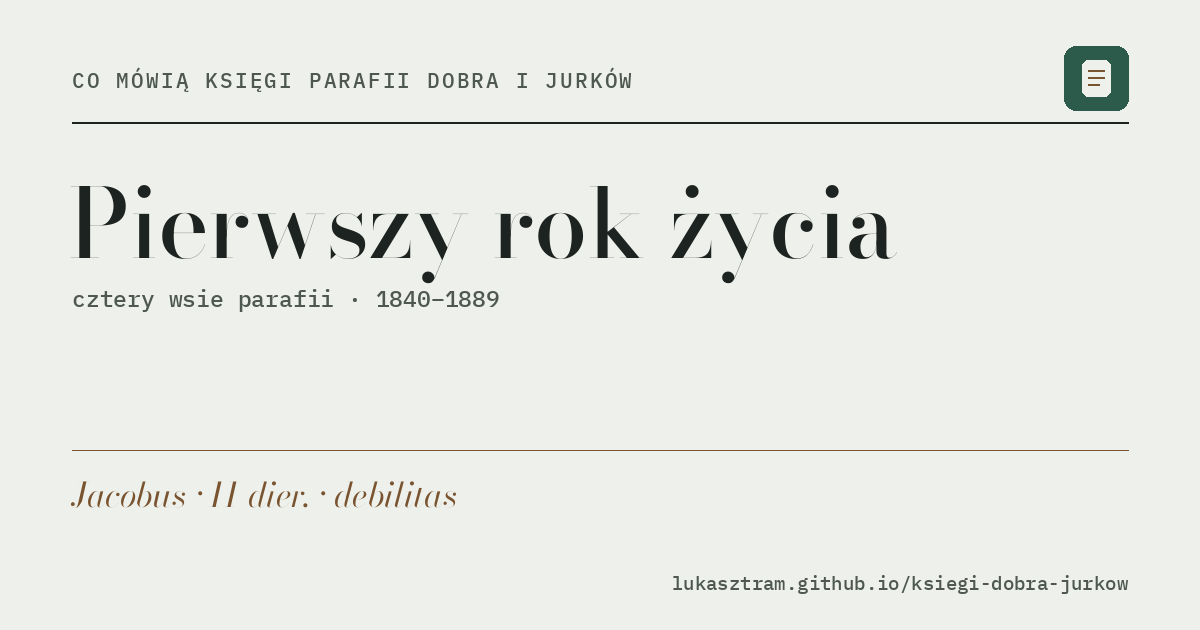 CO MÓWIĄ KSIĘGI PARAFII DOBRA I JURKÓW
Pierwszy rok życia
cztery wsie parafii · 1840–1889
Jacobus · II dier. · debilitas
lukasztram.github.io/ksiegi-dobra-jurkow